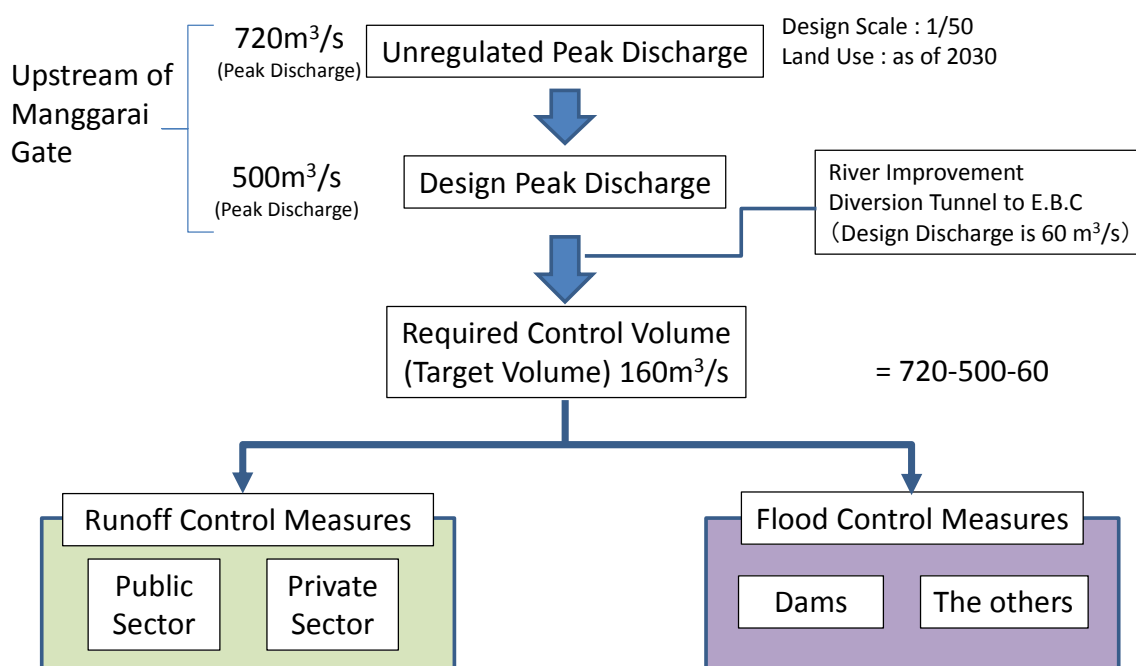 720m³/s
(Peak Discharge)
Unregulated Peak Discharge
Design Scale : 1/50
Land Use : as of 2030
Upstream of
Manggarai
Gate
500m³/s
(Peak Discharge)
Design Peak Discharge
River Improvement
Diversion Tunnel to E.B.C
（Design Discharge is 60 m³/s）
Required Control Volume
(Target Volume) 160m³/s
= 720-500-60
Runoff Control Measures
Public
Sector
Private
Sector
Flood Control Measures
Dams
The others